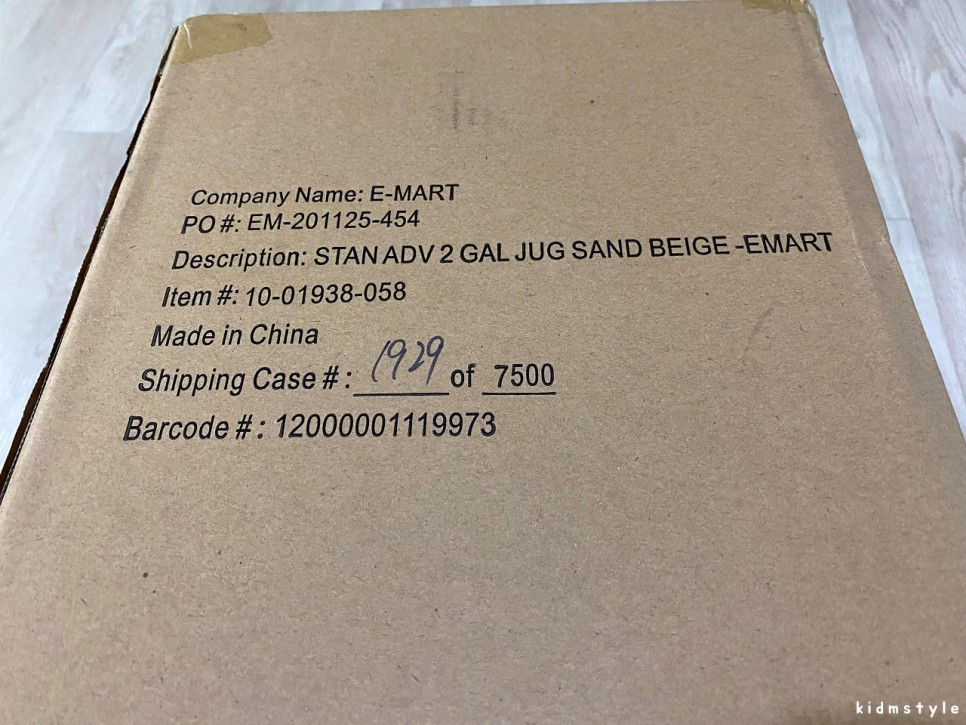 Company Name: E-MART
PO #: EM-201125-454
Description: STAN ADV 2 GAL JUG SAND BEIGE -EMART
Item #: 10-01938-058
Made in China
Shipping Case # : 1929 of 7500
Barcode # : 12000001119973
kidmstyle